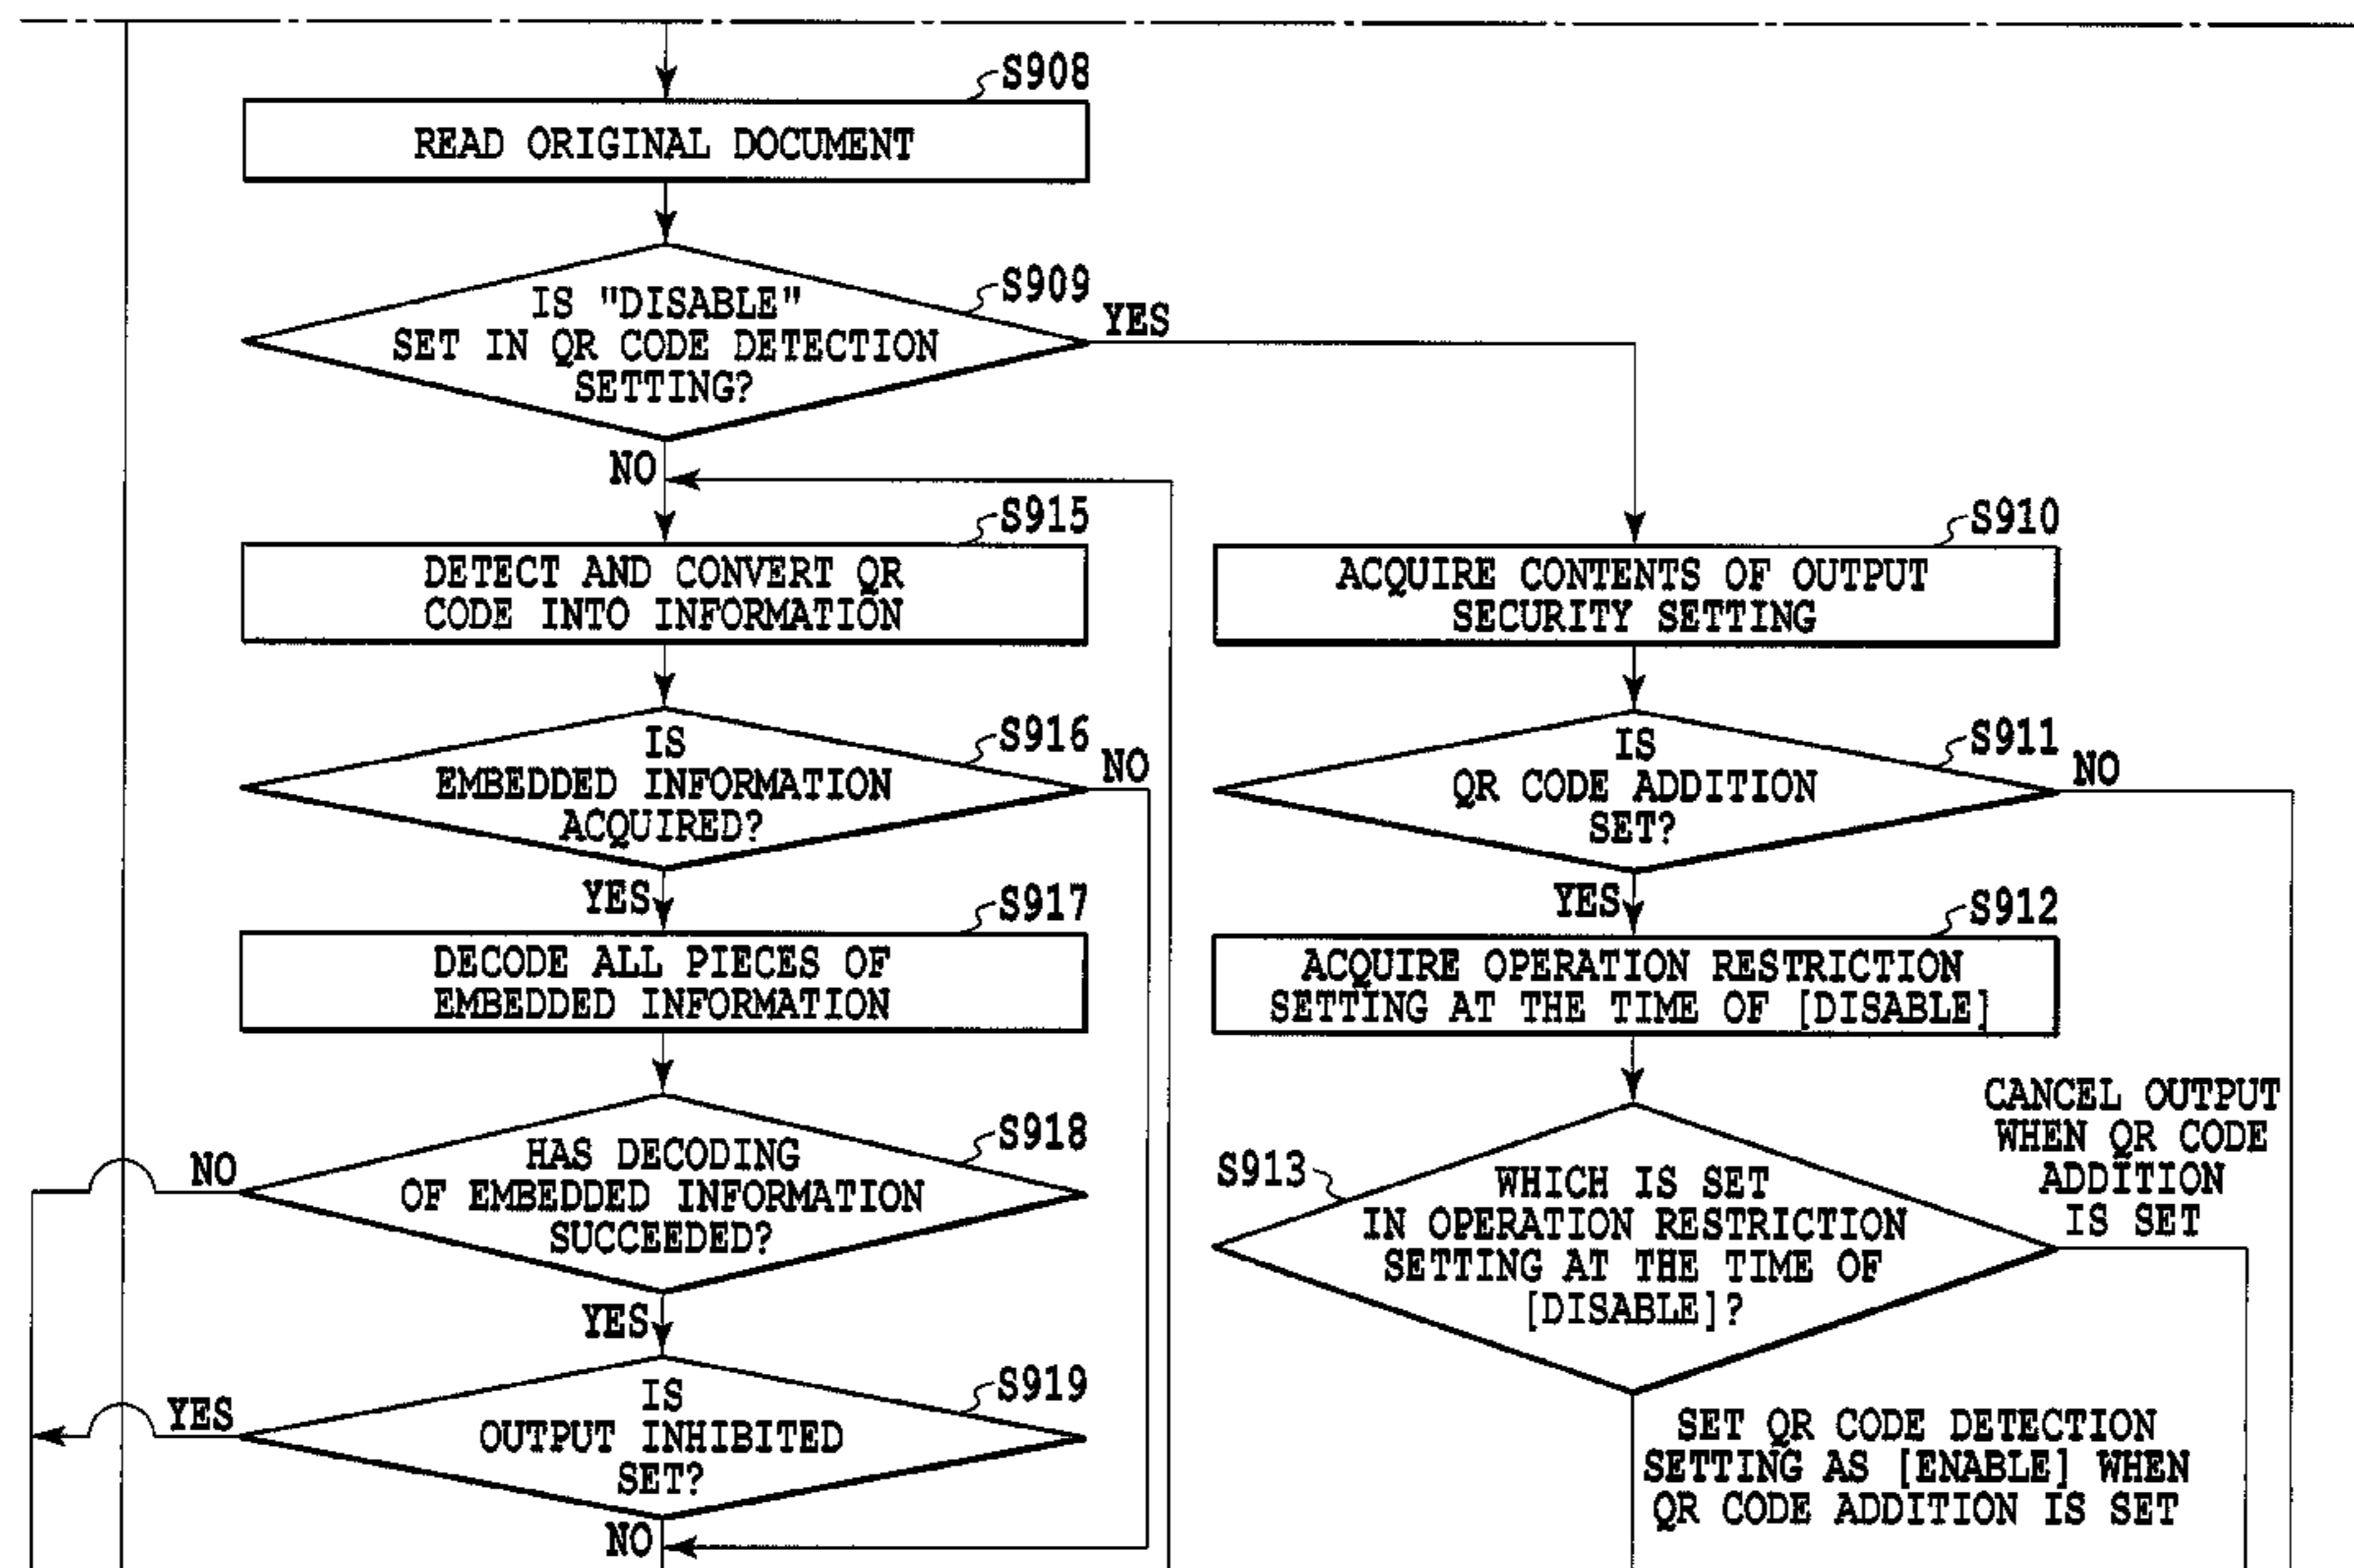 S908
READ ORIGINAL DOCUMENT
S909
IS "DISABLE"
SET IN QR CODE DETECTION
SETTING?
YES
NO
S915
DETECT AND CONVERT QR
CODE INTO INFORMATION
S910
ACQUIRE CONTENTS OF OUTPUT
SECURITY SETTING
S916
IS
EMBEDDED INFORMATION
ACQUIRED?
NO
YES
S911
IS
QR CODE ADDITION
SET?
NO
YES
S917
DECODE ALL PIECES OF
EMBEDDED INFORMATION
S912
ACQUIRE OPERATION RESTRICTION
SETTING AT THE TIME OF [DISABLE]
S918
HAS DECODING
OF EMBEDDED INFORMATION
SUCCEEDED?
NO
YES
S913
WHICH IS SET
IN OPERATION RESTRICTION
SETTING AT THE TIME OF
[DISABLE]?
CANCEL OUTPUT
WHEN QR CODE
ADDITION
IS SET
S919
IS
OUTPUT INHIBITED
SET?
YES
NO
SET QR CODE DETECTION
SETTING AS [ENABLE] WHEN
QR CODE ADDITION IS SET